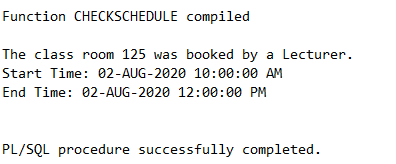 Function CHECKSCHEDULE compiled
The class room 125 was booked by a Lecturer.
Start Time: 02-AUG-2020 10:00:00 AM
End Time: 02-AUG-2020 12:00:00 PM
PL/SQL procedure successfully completed.